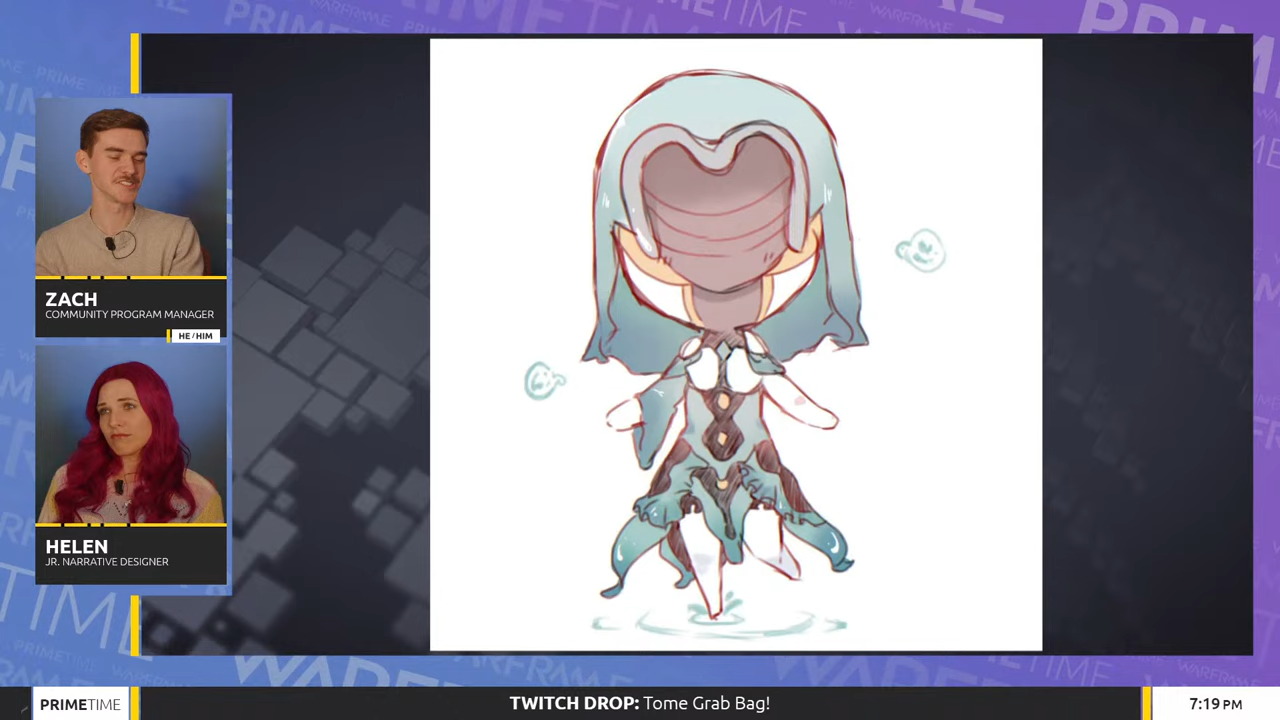 ZACH
COMMUNITY PROGRAM MANAGER
HE / HIM
HELEN
JR. NARRATIVE DESIGNER
PRIMETIME
TWITCH DROP: Tome Grab Bag!
7:19 PM